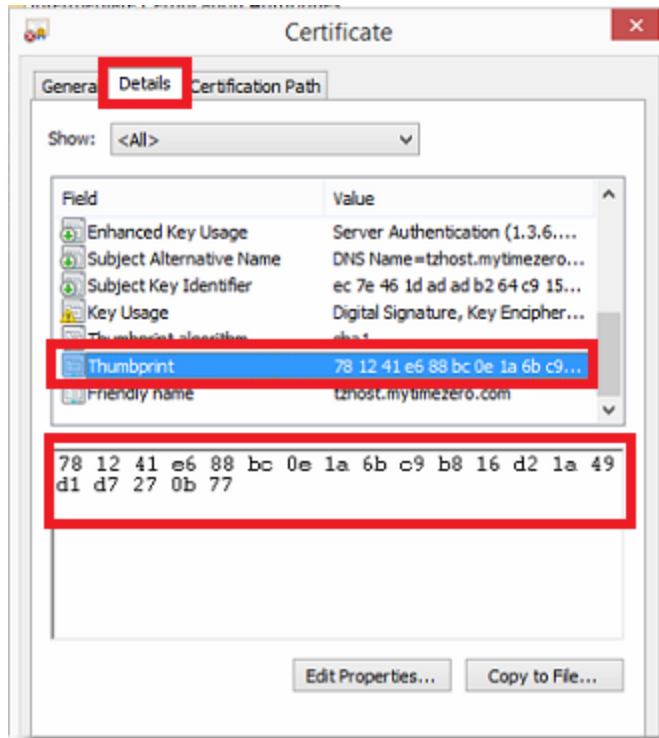 Certificate
General Details Certification Path
Show: <All>
Field Value
Enhanced Key Usage Server Authentication (1.3.6....
Subject Alternative Name DNS Name=tzhost.mytimezero...
Subject Key Identifier ec 7e 46 1d ad ad b2 64 c9 15...
Key Usage Digital Signature, Key Encipher...
Thumbprint algorithm sha1
Thumbprint 78 12 41 e6 88 bc 0e 1a 6b c9...
Friendly name tzhost.mytimezero.com
78 12 41 e6 88 bc 0e 1a 6b c9 b8 16 d2 1a 49
d1 d7 27 0b 77
Edit Properties... Copy to File...